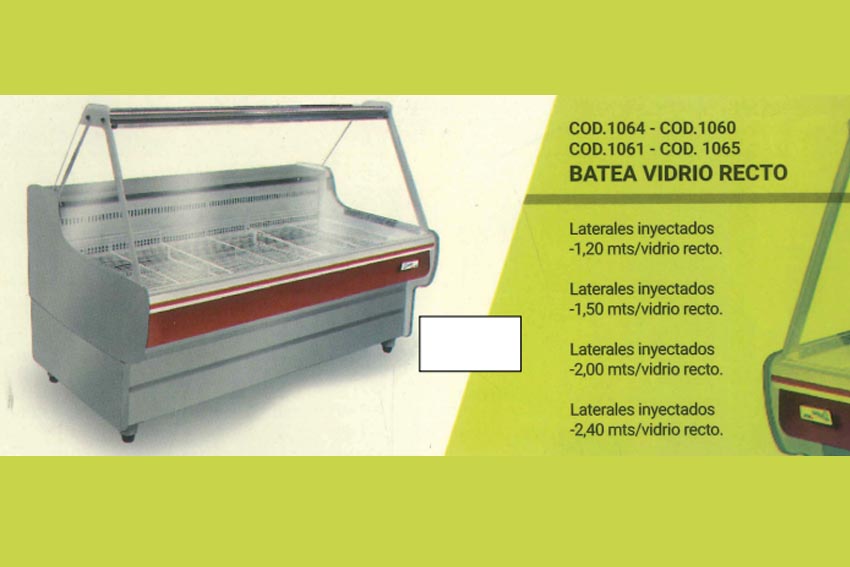 COD.1064 - COD.1060
COD.1061 - COD. 1065
BATEA VIDRIO RECTO
Laterales inyectados
-1,20 mts/vidrio recto.
Laterales inyectados
-1,50 mts/vidrio recto.
Laterales inyectados
-2,00 mts/vidrio recto.
Laterales inyectados
-2,40 mts/vidrio recto.